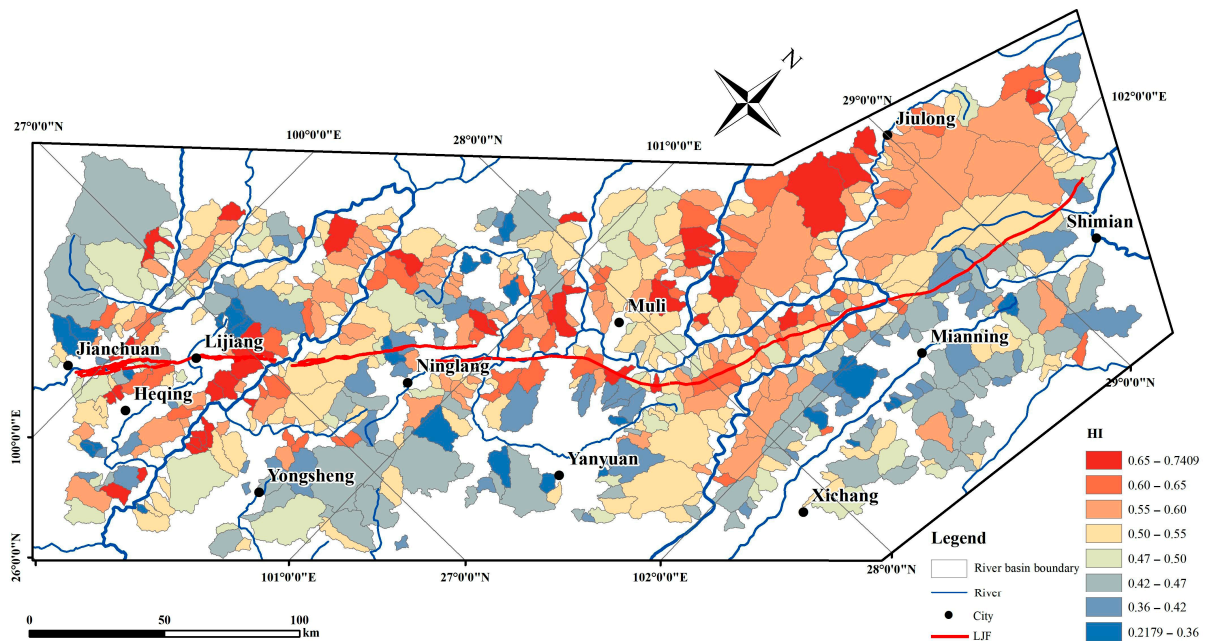 N
27°0'0"N
100°0'0"E
28°0'0"N
101°0'0"E
29°0'0"N
102°0'0"E
Jiulong
Shimian
Muli
Mianning
Jianchuan
Lijiang
Ninglang
Heqing
100°0'0"E
29°0'0"N
Yongsheng
Yanyuan
Xichang
26°0'0"N
101°0'0"E
27°0'0"N
102°0'0"E
28°0'0"N
0 50 100
km
Legend
River basin boundary
River
City
LJF
HI
0.65 – 0.7409
0.60 – 0.65
0.55 – 0.60
0.50 – 0.55
0.47 – 0.50
0.42 – 0.47
0.36 – 0.42
0.2179 – 0.36